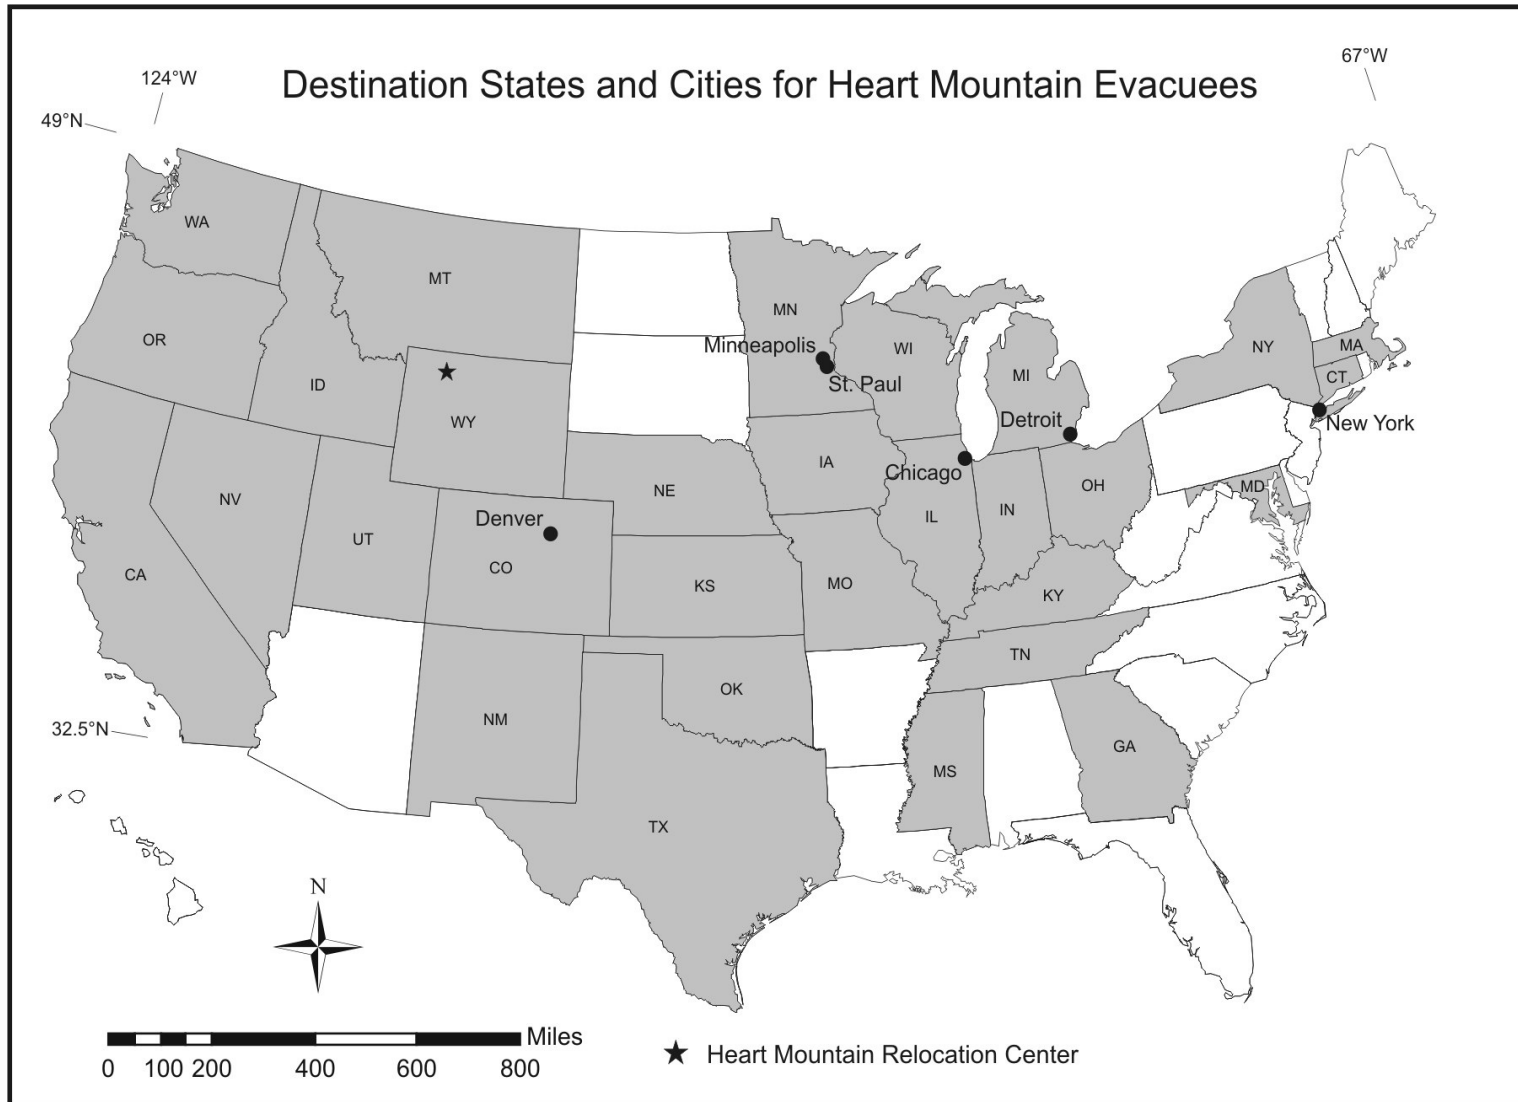 67°W
124°W
Destination States and Cities for Heart Mountain Evacuees
49°N
WA
MT
MN
OR
Minneapolis
WI
NY
MA
ID
St. Paul
MI
CT
WY
Detroit
New York
IA
Chicago
NV
NE
OH
MD
Denver
UT
IL
IN
CO
CA
KS
MO
KY
TN
OK
NM
32.5°N
MS
GA
TX
N
Miles
0 100 200 400 600 800
Heart Mountain Relocation Center